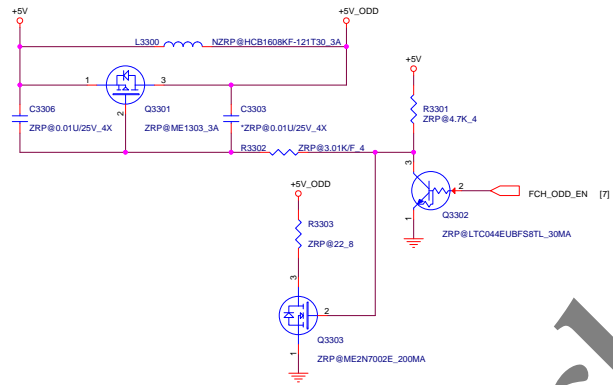 +5V
+5V_ODD
L3300
NZRP@HCB1608KF-121T30_3A
+5V
1
3
2
C3306
Q3301
C3303
R3301
ZRP@0.01U/25V_4X
ZRP@ME1303_3A
*ZRP@0.01U/25V_4X
ZRP@4.7K_4
R3302
ZRP@3.01K/F_4
3
+5V_ODD
2
FCH_ODD_EN
[7]
1
Q3302
R3303
ZRP@22_8
ZRP@LTC044EUBFS8TL_30MA
3
2
Q3303
1
ZRP@ME2N7002E_200MA